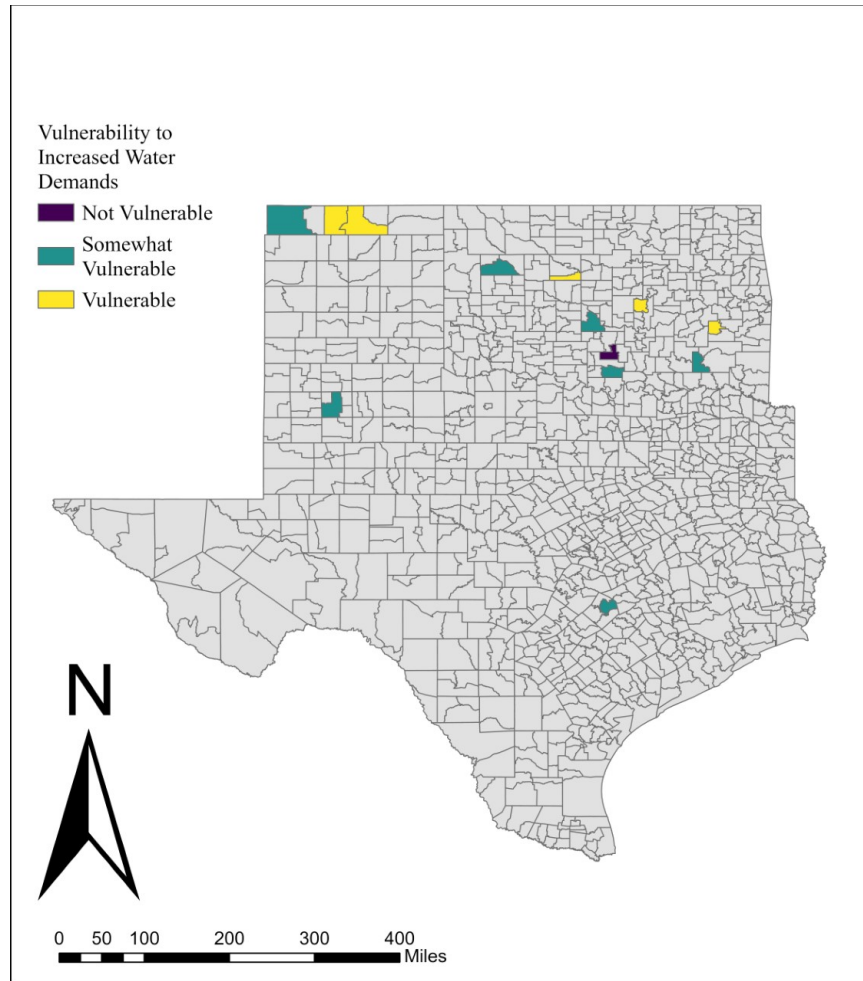 Vulnerability to
Increased Water
Demands
Not Vulnerable
Somewhat
Vulnerable
Vulnerable
N
0 50 100 200 300 400
Miles